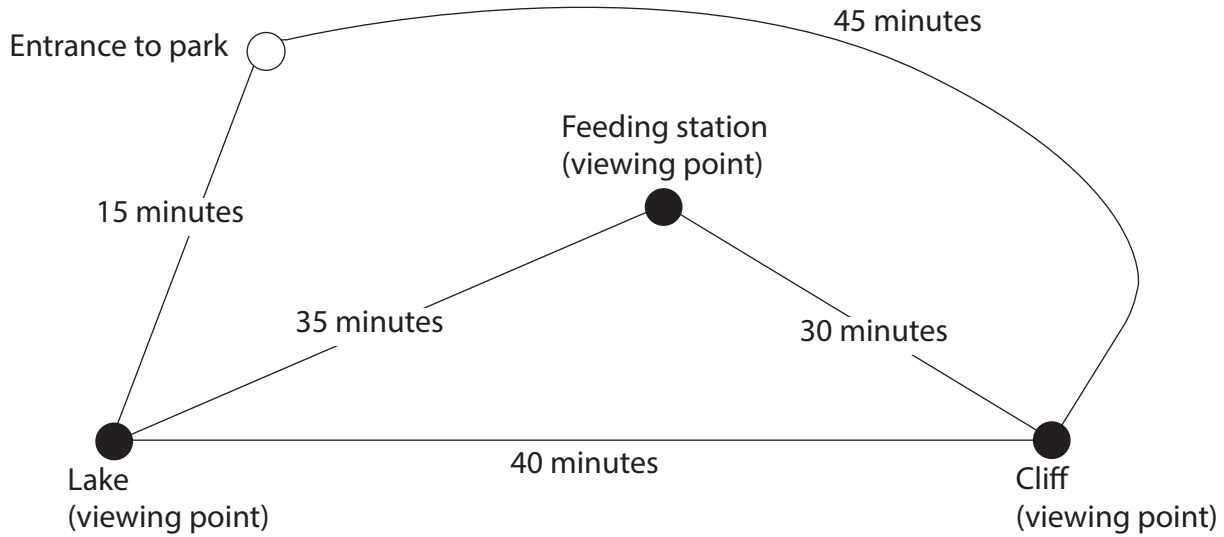 45 minutes
Entrance to park
Feeding station
(viewing point)
15 minutes
35 minutes
30 minutes
40 minutes
Lake
(viewing point)
Cliff
(viewing point)